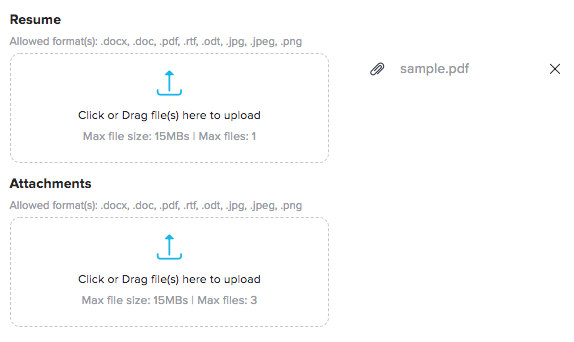 Resume
Allowed format(s): .docx, .doc, .pdf, .rtf, .odt, .jpg, .jpeg, .png
sample.pdf
Click or Drag file(s) here to upload
Max file size: 15MBs | Max files: 1
Attachments
Allowed format(s): .docx, .doc, .pdf, .rtf, .odt, .jpg, .jpeg, .png
Click or Drag file(s) here to upload
Max file size: 15MBs | Max files: 3